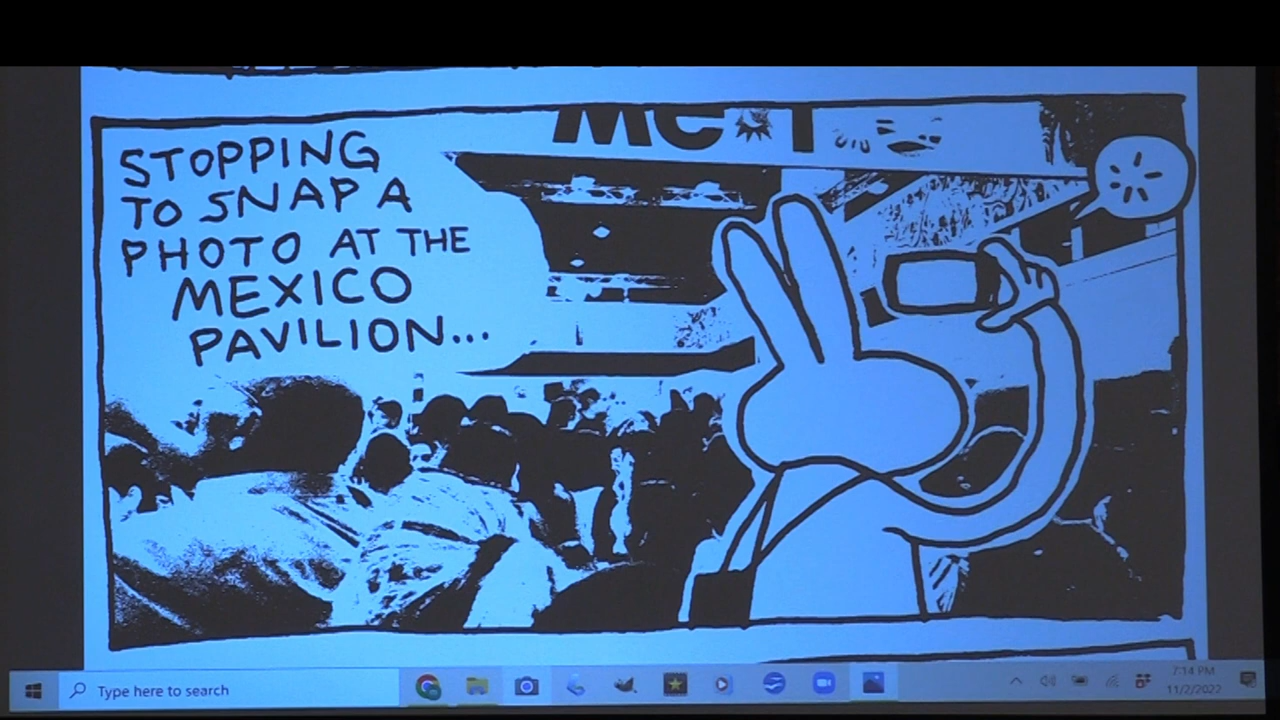 STOPPING
TO SNAP A
PHOTO AT THE
MEXICO
PAVILION...
Type here to search
7:14 PM
11/2/2022